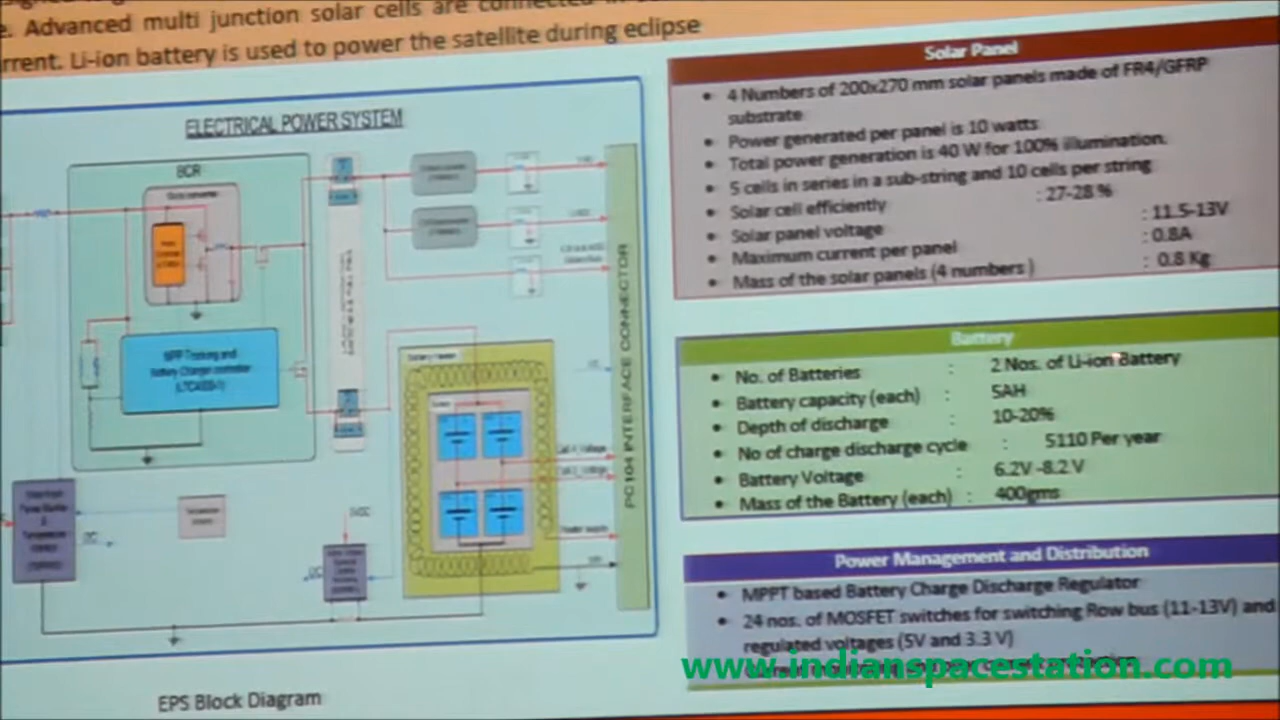 e. Advanced multi junction solar cells are connected in
rrent. Li-ion battery is used to power the satellite during eclipse
ELECTRICAL POWER SYSTEM
BCR
MPP Tracking and
Battery Charger controller
Battery Heater
PC104 INTERFACE CONNECTOR
EPS Block Diagram
Solar Panel
• 4 Numbers of 200x270 mm solar panels made of FR4/GFRP
substrate
• Power generated per panel is 10 watts
• Total power generation is 40 W for 100% illumination.
• 5 cells in series in a sub-string and 10 cells per string
• Solar cell efficiently : 27-28 %
• Solar panel voltage : 11.5-13V
• Maximum current per panel : 0.8A
• Mass of the solar panels (4 numbers ) : 0.8 Kg
Battery
• No. of Batteries : 2 Nos. of Li-ion Battery
• Battery capacity (each) : 5AH
• Depth of discharge : 10-20%
• No of charge discharge cycle : 5110 Per year
• Battery Voltage : 6.2V -8.2 V
• Mass of the Battery (each) : 400gms
Power Management and Distribution
• MPPT based Battery Charge Discharge Regulator
• 24 nos. of MOSFET switches for switching Row bus (11-13V) and
regulated voltages (5V and 3.3 V)
www.indianspacestation.com